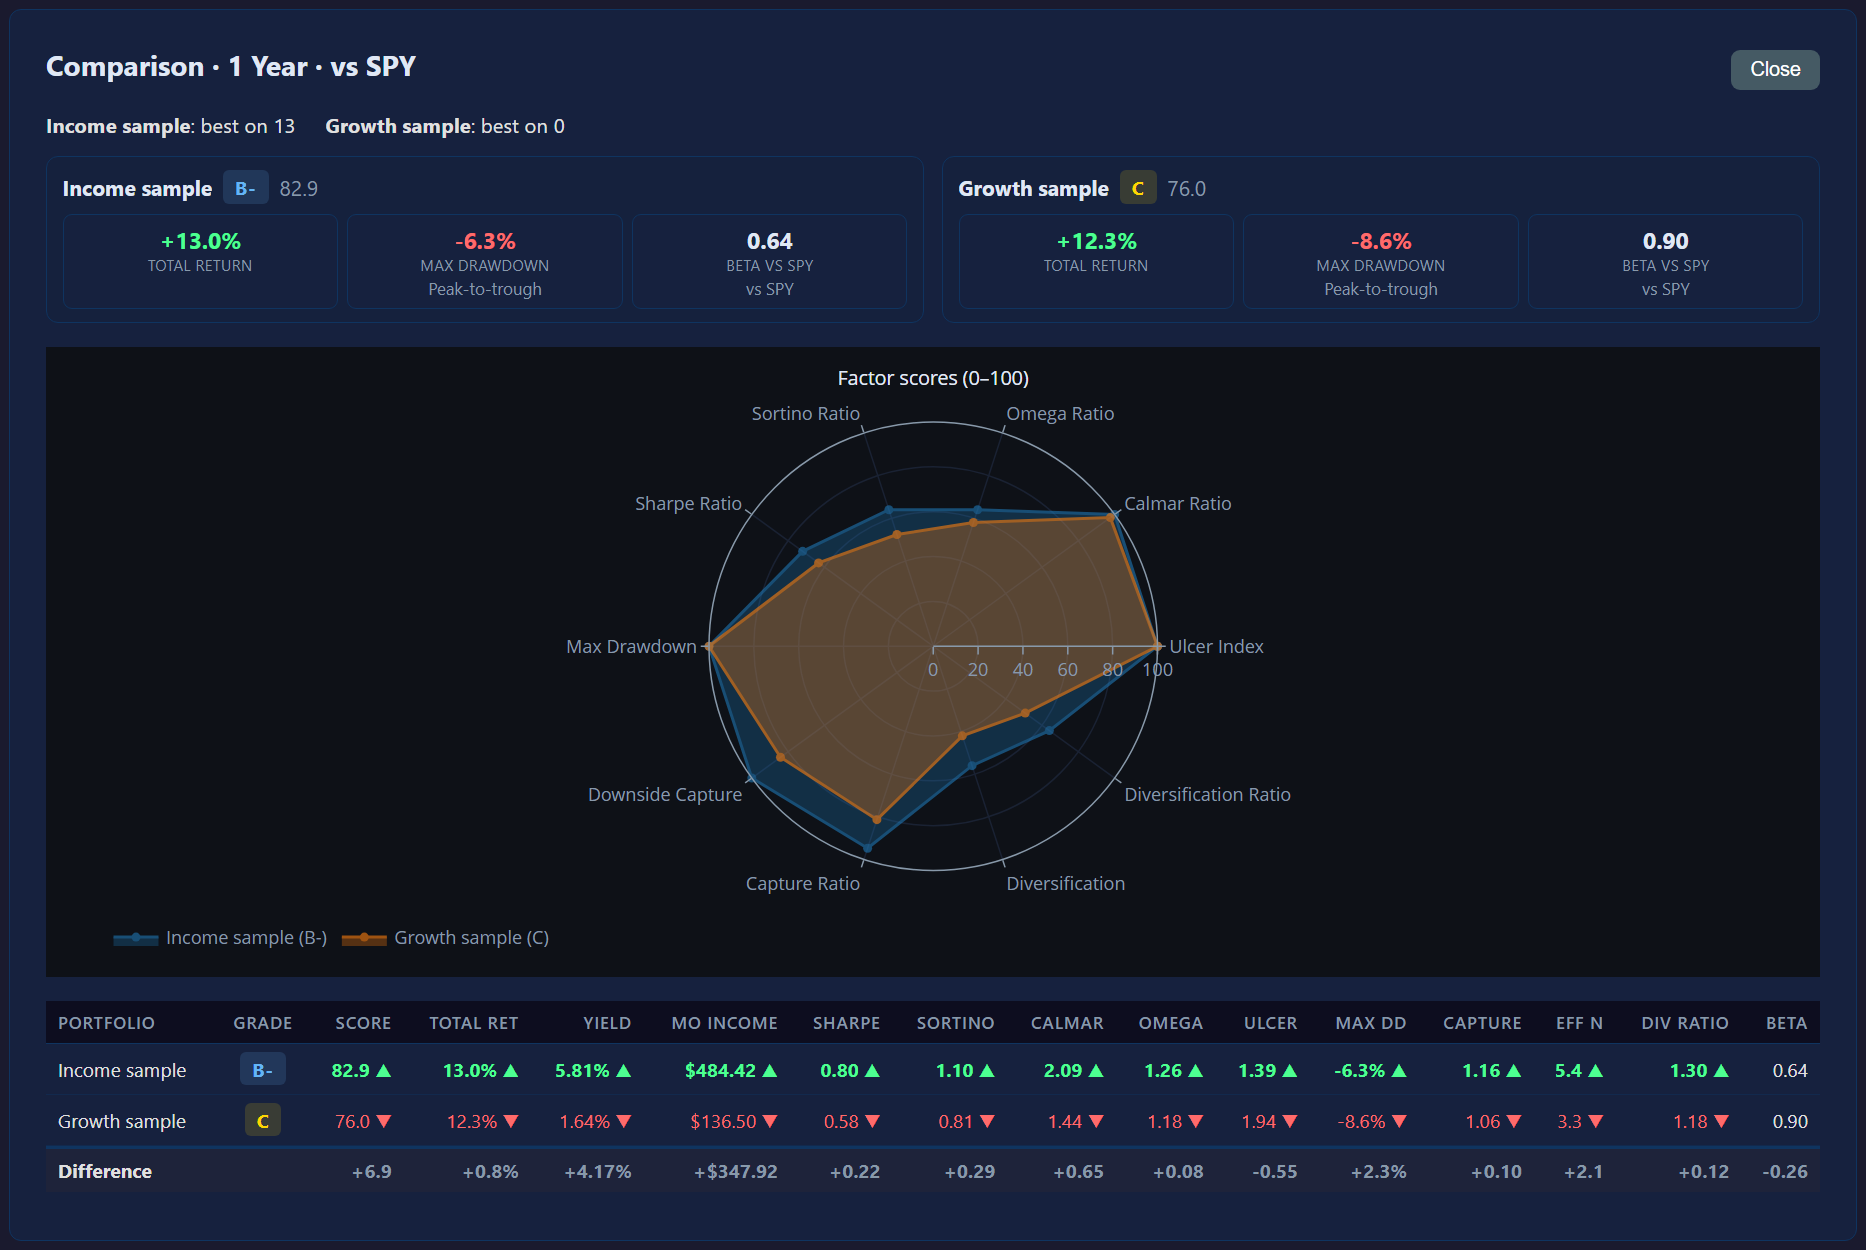 Comparison · 1 Year · vs SPY
Close
Income sample: best on 13 Growth sample: best on 0
Income sample B- 82.9
+13.0%
TOTAL RETURN
-6.3%
MAX DRAWDOWN
Peak-to-trough
0.64
BETA VS SPY
vs SPY
Growth sample C 76.0
+12.3%
TOTAL RETURN
-8.6%
MAX DRAWDOWN
Peak-to-trough
0.90
BETA VS SPY
vs SPY
Factor scores (0–100)
Sortino Ratio
Omega Ratio
Sharpe Ratio
Calmar Ratio
Max Drawdown
Ulcer Index
0 20 40 60 80 100
Downside Capture
Diversification Ratio
Capture Ratio
Diversification
Income sample (B-) Growth sample (C)
PORTFOLIO GRADE SCORE TOTAL RET YIELD MO INCOME SHARPE SORTINO CALMAR OMEGA ULCER MAX DD CAPTURE EFF N DIV RATIO BETA
Income sample B- 82.9 ▲ 13.0% ▲ 5.81% ▲ $484.42 ▲ 0.80 ▲ 1.10 ▲ 2.09 ▲ 1.26 ▲ 1.39 ▲ -6.3% ▲ 1.16 ▲ 5.4 ▲ 1.30 ▲ 0.64
Growth sample C 76.0 ▼ 12.3% ▼ 1.64% ▼ $136.50 ▼ 0.58 ▼ 0.81 ▼ 1.44 ▼ 1.18 ▼ 1.94 ▼ -8.6% ▼ 1.06 ▼ 3.3 ▼ 1.18 ▼ 0.90
Difference +6.9 +0.8% +4.17% +$347.92 +0.22 +0.29 +0.65 +0.08 -0.55 +2.3% +0.10 +2.1 +0.12 -0.26